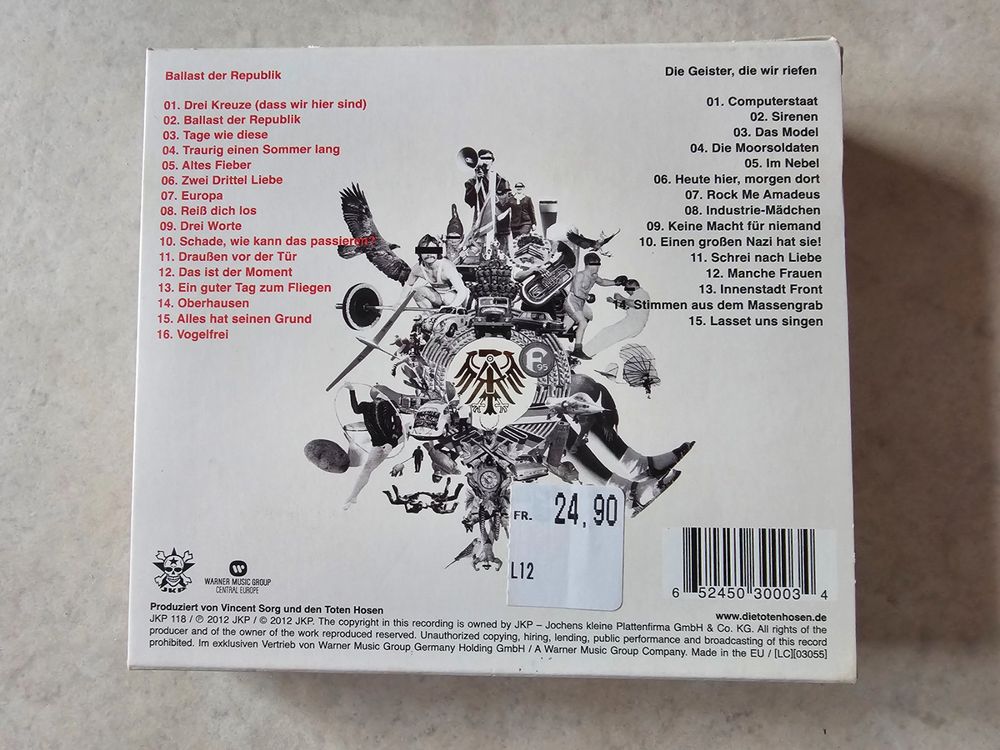 Ballast der Republik
01. Drei Kreuze (dass wir hier sind)
02. Ballast der Republik
03. Tage wie diese
04. Traurig einen Sommer lang
05. Altes Fieber
06. Zwei Drittel Liebe
07. Europa
08. Reiß dich los
09. Drei Worte
10. Schade, wie kann das passieren?
11. Draußen vor der Tür
12. Das ist der Moment
13. Ein guter Tag zum Fliegen
14. Oberhausen
15. Alles hat seinen Grund
16. Vogelfrei
Die Geister, die wir riefen
01. Computerstaat
02. Sirenen
03. Das Model
04. Die Moorsoldaten
05. Im Nebel
06. Heute hier, morgen dort
07. Rock Me Amadeus
08. Industrie-Mädchen
09. Keine Macht für niemand
10. Einen großen Nazi hat sie!
11. Schrei nach Liebe
12. Manche Frauen
13. Innenstadt Front
14. Stimmen aus dem Massengrab
15. Lasset uns singen
F95
FR. 24,90
L12
JKP
WARNER MUSIC GROUP
CENTRAL EUROPE
6 52450 30003 4
Produziert von Vincent Sorg und den Toten Hosen
www.dietotenhosen.de
JKP 118 / ℗ 2012 JKP / © 2012 JKP. The copyright in this recording is owned by JKP – Jochens kleine Plattenfirma GmbH & Co. KG. All rights of the
producer and of the owner of the work reproduced reserved. Unauthorized copying, hiring, lending, public performance and broadcasting of this record
prohibited. Im exklusiven Vertrieb von Warner Music Group Germany Holding GmbH / A Warner Music Group Company. Made in the EU / [LC][03055]